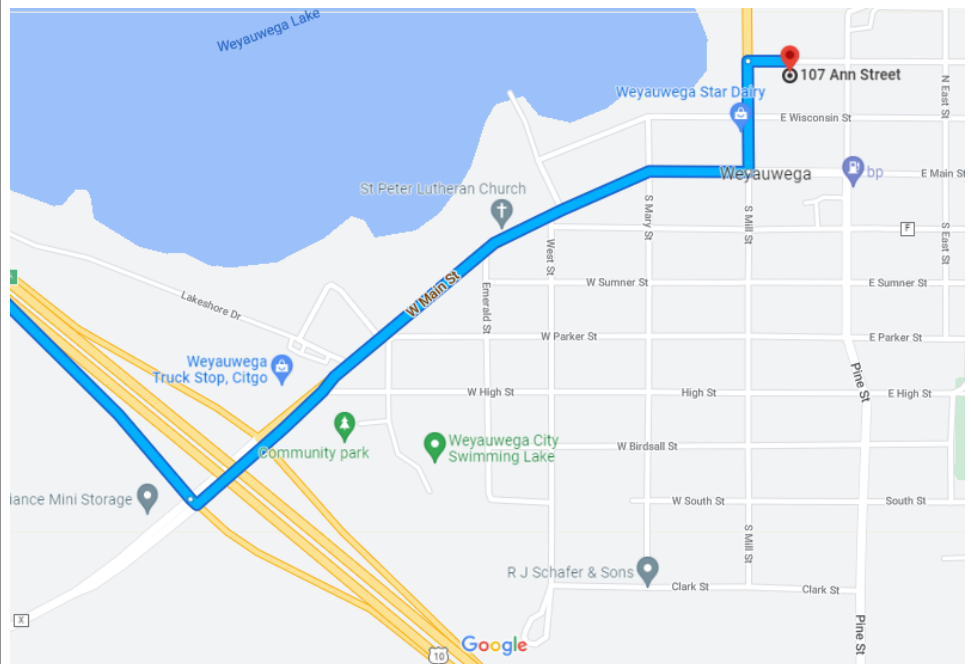 Weyauwega Lake
107 Ann Street
N East St
Weyauwega Star Dairy
E Wisconsin St
Weyauwega
bp
E Main St
St Peter Lutheran Church
S Mary St
S Mill St
F
S East St
West St
W Main St
Emerald St
W Sumner St
E Sumner St
Lakeshore Dr
W Parker St
E Parker St
Weyauwega
Truck Stop, Citgo
Pine St
W High St
High St
E High St
Community park
Weyauwega City
Swimming Lake
W Birdsall St
iance Mini Storage
W South St
South St
S Mill St
R J Schafer & Sons
Clark St
Clark St
X
Pine St
Google
10